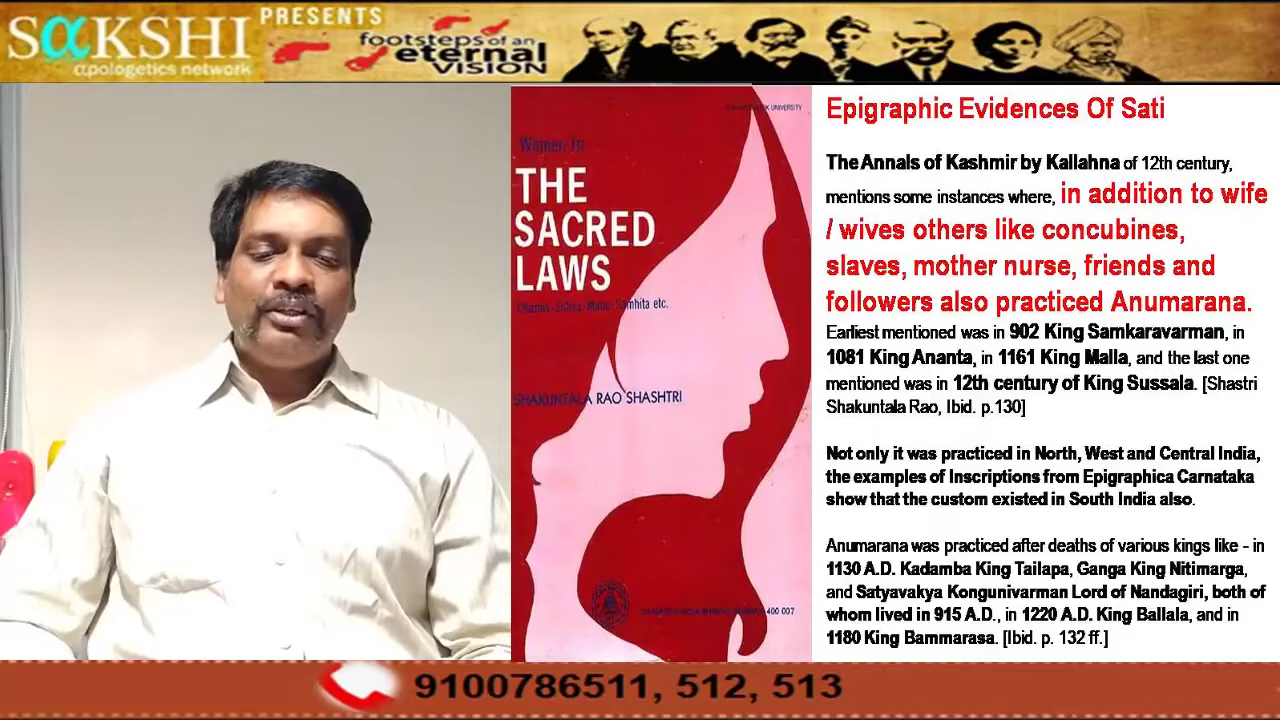 SαKSHI
αpologetics network
PRESENTS
footsteps of an
eternal
VISION
Women In
THE
SACRED
LAWS
SHAKUNTALA RAO SHASHTRI
400 007
Epigraphic Evidences Of Sati
The Annals of Kashmir by Kallahna of 12th century,
mentions some instances where, in addition to wife
/ wives others like concubines,
slaves, mother nurse, friends and
followers also practiced Anumarana.
Earliest mentioned was in 902 King Samkaravarman, in
1081 King Ananta, in 1161 King Malla, and the last one
mentioned was in 12th century of King Sussala. [Shastri
Shakuntala Rao, Ibid. p.130]
Not only it was practiced in North, West and Central India,
the examples of Inscriptions from Epigraphica Carnataka
show that the custom existed in South India also.
Anumarana was practiced after deaths of various kings like - in
1130 A.D. Kadamba King Tailapa, Ganga King Nitimarga,
and Satyavakya Kongunivarman Lord of Nandagiri, both of
whom lived in 915 A.D., in 1220 A.D. King Ballala, and in
1180 King Bammarasa. [Ibid. p. 132 ff.]
9100786511, 512, 513